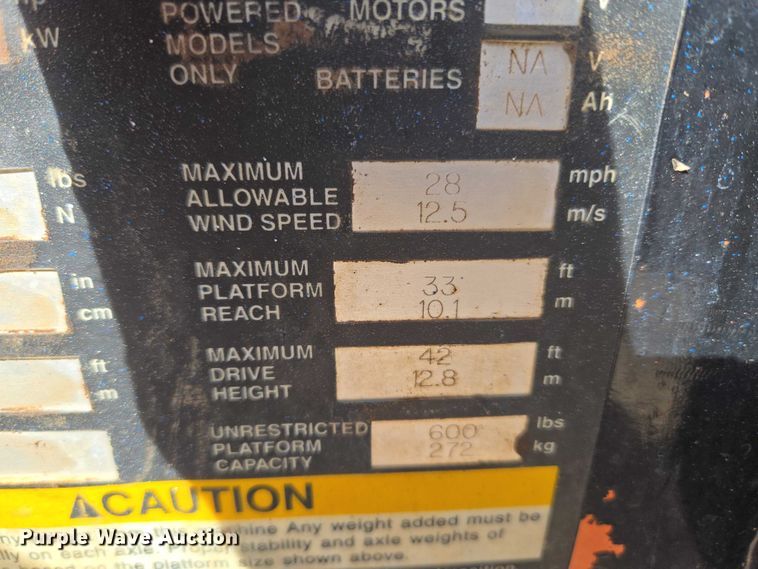 kW
POWERED
MODELS
ONLY
MOTORS
BATTERIES
NA V
NA Ah
lbs
N
in
cm
ft
m
MAXIMUM
ALLOWABLE
WIND SPEED
28 mph
12.5 m/s
MAXIMUM
PLATFORM
REACH
33 ft
10.1 m
MAXIMUM
DRIVE
HEIGHT
42 ft
12.8 m
UNRESTRICTED
PLATFORM
CAPACITY
600 lbs
272 kg
CAUTION
Any weight added must be
on each axle. Proper stability and axle weights of
on the platform size shown above.
Purple Wave Auction